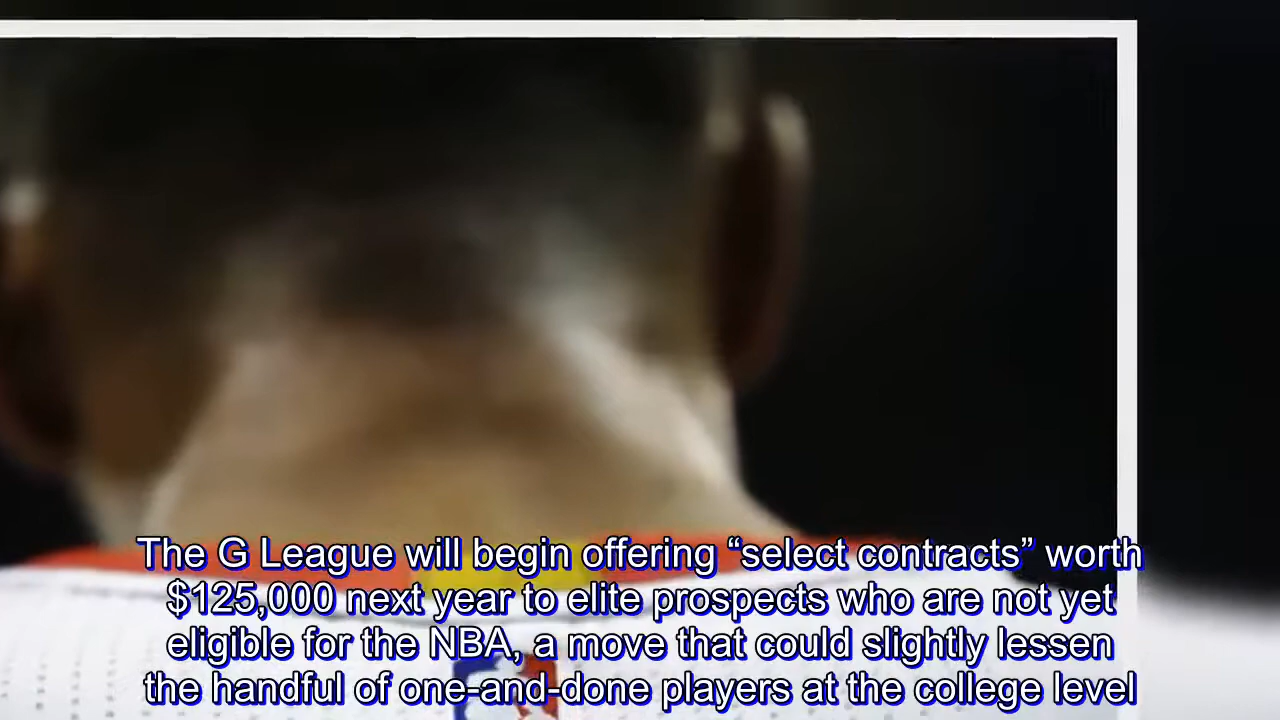 The G League will begin offering “select contracts” worth
$125,000 next year to elite prospects who are not yet
eligible for the NBA, a move that could slightly lessen
the handful of one-and-done players at the college level